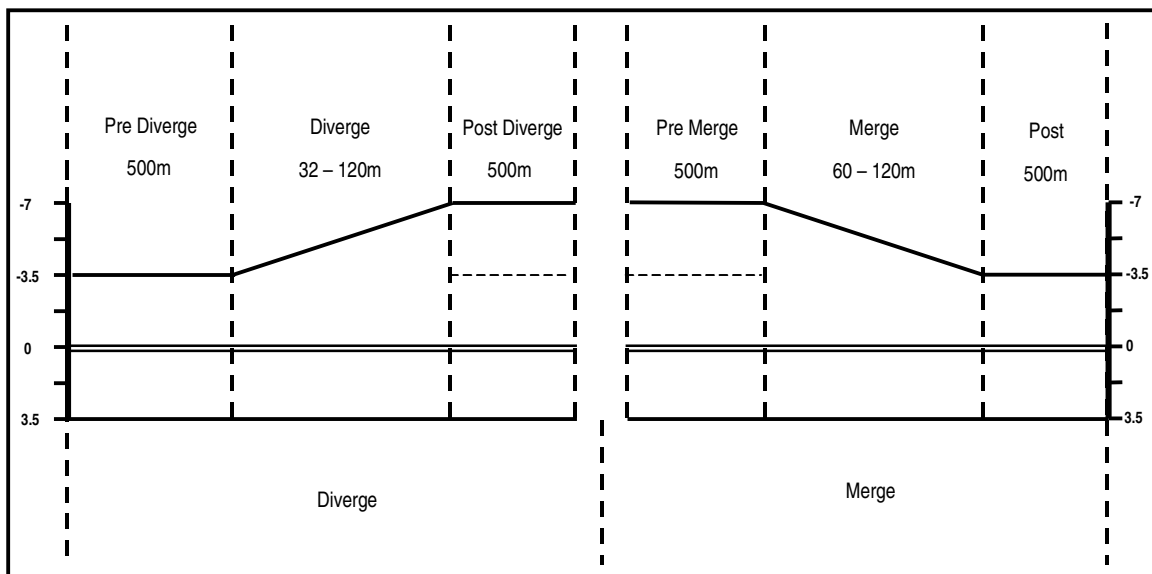 Pre Diverge
500m
Diverge
32 – 120m
Post Diverge
500m
Pre Merge
500m
Merge
60 – 120m
Post
500m
-7
-3.5
0
3.5
-7
-3.5
0
3.5
Diverge
Merge